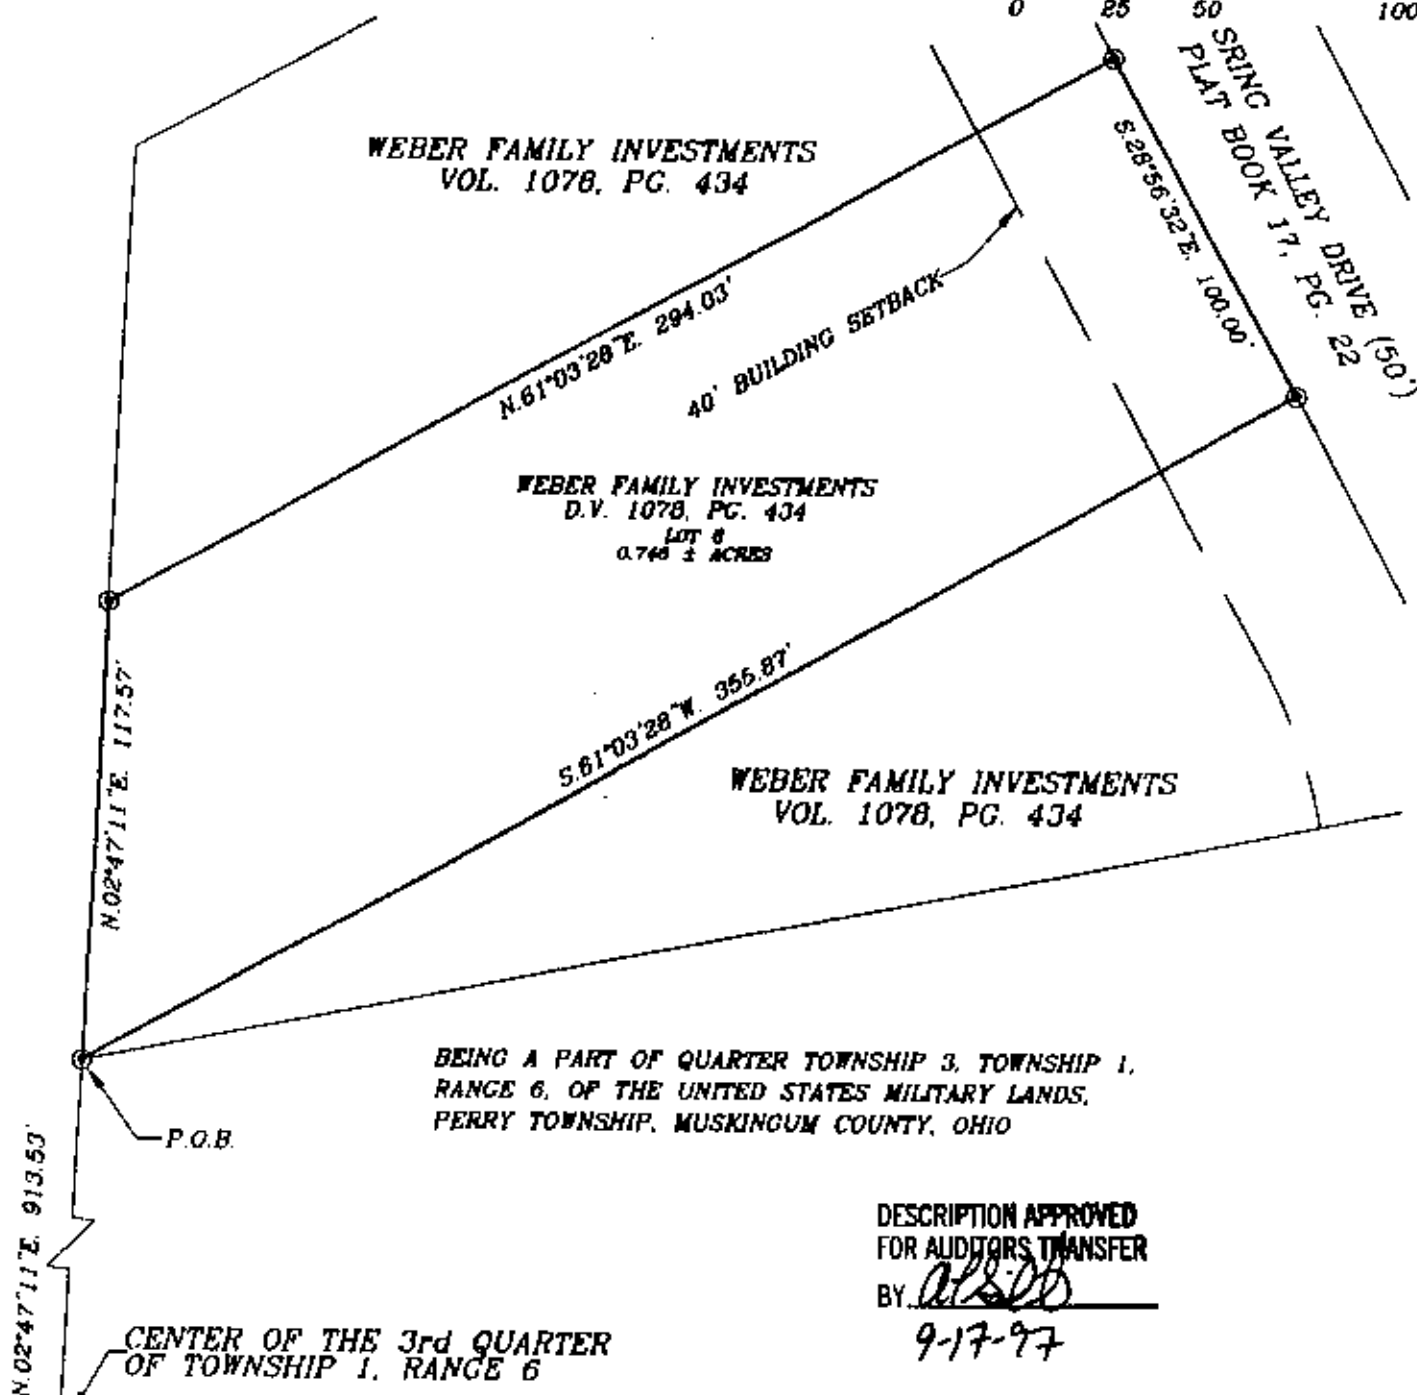 0 25 50 100
SRING VALLEY DRIVE (50')
PLAT BOOK 17, PG. 22
WEBER FAMILY INVESTMENTS
VOL. 1078, PG. 434
S.28°56'32"E. 100.00'
N.61°03'28"E. 294.03'
40' BUILDING SETBACK
WEBER FAMILY INVESTMENTS
D.V. 1078, PG. 434
LOT 6
0.746 ± ACRES
N.02°47'11"E. 117.57'
S.61°03'28"W. 355.87'
WEBER FAMILY INVESTMENTS
VOL. 1078, PG. 434
BEING A PART OF QUARTER TOWNSHIP 3, TOWNSHIP 1,
RANGE 6, OF THE UNITED STATES MILITARY LANDS,
PERRY TOWNSHIP, MUSKINGUM COUNTY, OHIO
P.O.B.
N.02°47'11"E. 913.53'
DESCRIPTION APPROVED
FOR AUDITORS TRANSFER
BY
9-17-97
CENTER OF THE 3rd QUARTER
OF TOWNSHIP 1, RANGE 6